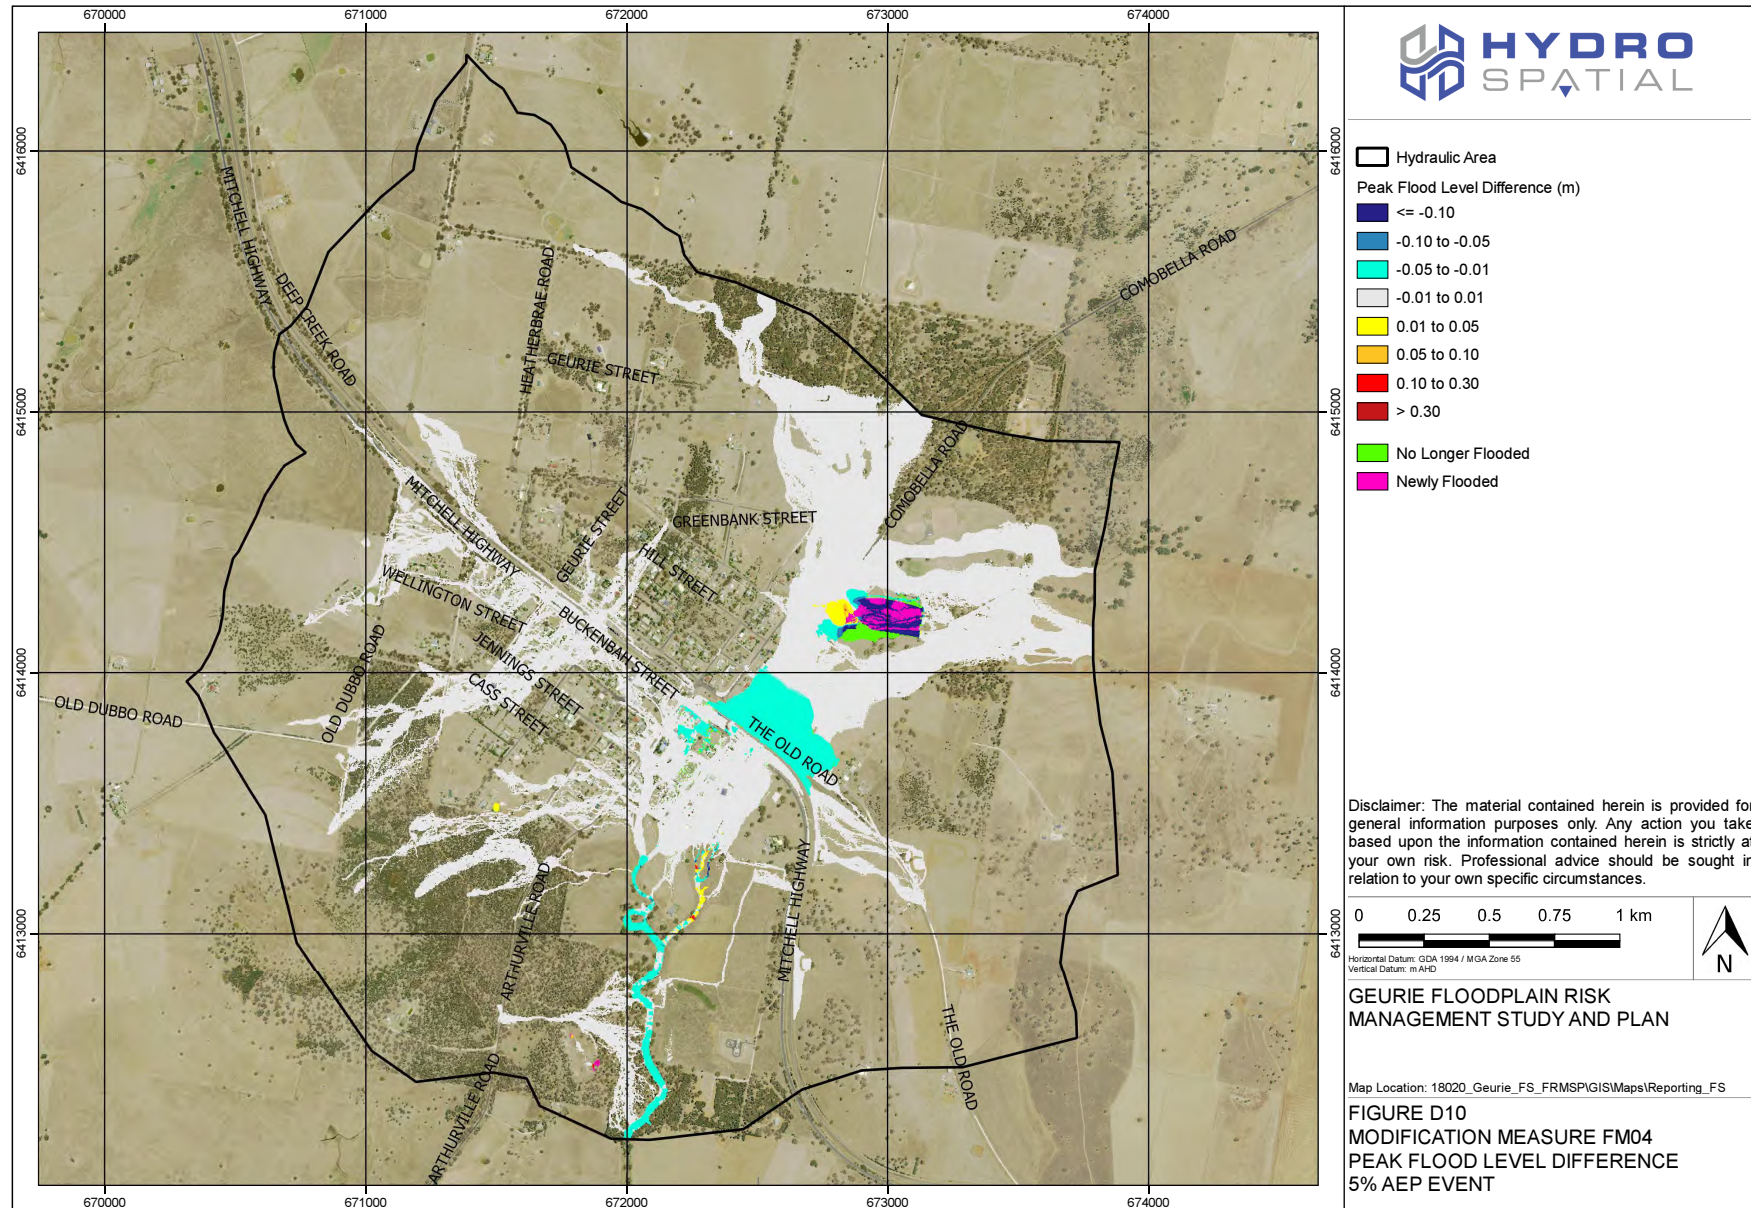 670000
671000
672000
673000
674000
HYDRO
SPATIAL
6416000
6416000
Hydraulic Area
Peak Flood Level Difference (m)
<= -0.10
-0.10 to -0.05
-0.05 to -0.01
-0.01 to 0.01
0.01 to 0.05
0.05 to 0.10
0.10 to 0.30
> 0.30
No Longer Flooded
Newly Flooded
MITCHELL HIGHWAY
DEEP CREEK ROAD
HEATHERBRAE ROAD
COMOBELLA ROAD
GEURIE STREET
6415000
6415000
COMOBELLA ROAD
MITCHELL HIGHWAY
GEURIE STREET
GREENBANK STREET
HILL STREET
WELLINGTON STREET
BUCKENBAH STREET
JENNINGS STREET
CASS STREET
OLD DUBBO ROAD
OLD DUBBO ROAD
6414000
6414000
THE OLD ROAD
MITCHELL HIGHWAY
ARTHURVILLE ROAD
6413000
6413000
THE OLD ROAD
ARTHURVILLE ROAD
670000
671000
672000
673000
674000
Disclaimer: The material contained herein is provided for
general information purposes only. Any action you take
based upon the information contained herein is strictly at
your own risk. Professional advice should be sought in
relation to your own specific circumstances.
0 0.25 0.5 0.75 1 km
Horizontal Datum: GDA 1994 / MGA Zone 55
Vertical Datum: m AHD
N
GEURIE FLOODPLAIN RISK
MANAGEMENT STUDY AND PLAN
Map Location: 18020_Geurie_FS_FRMSP\GIS\Maps\Reporting_FS
FIGURE D10
MODIFICATION MEASURE FM04
PEAK FLOOD LEVEL DIFFERENCE
5% AEP EVENT